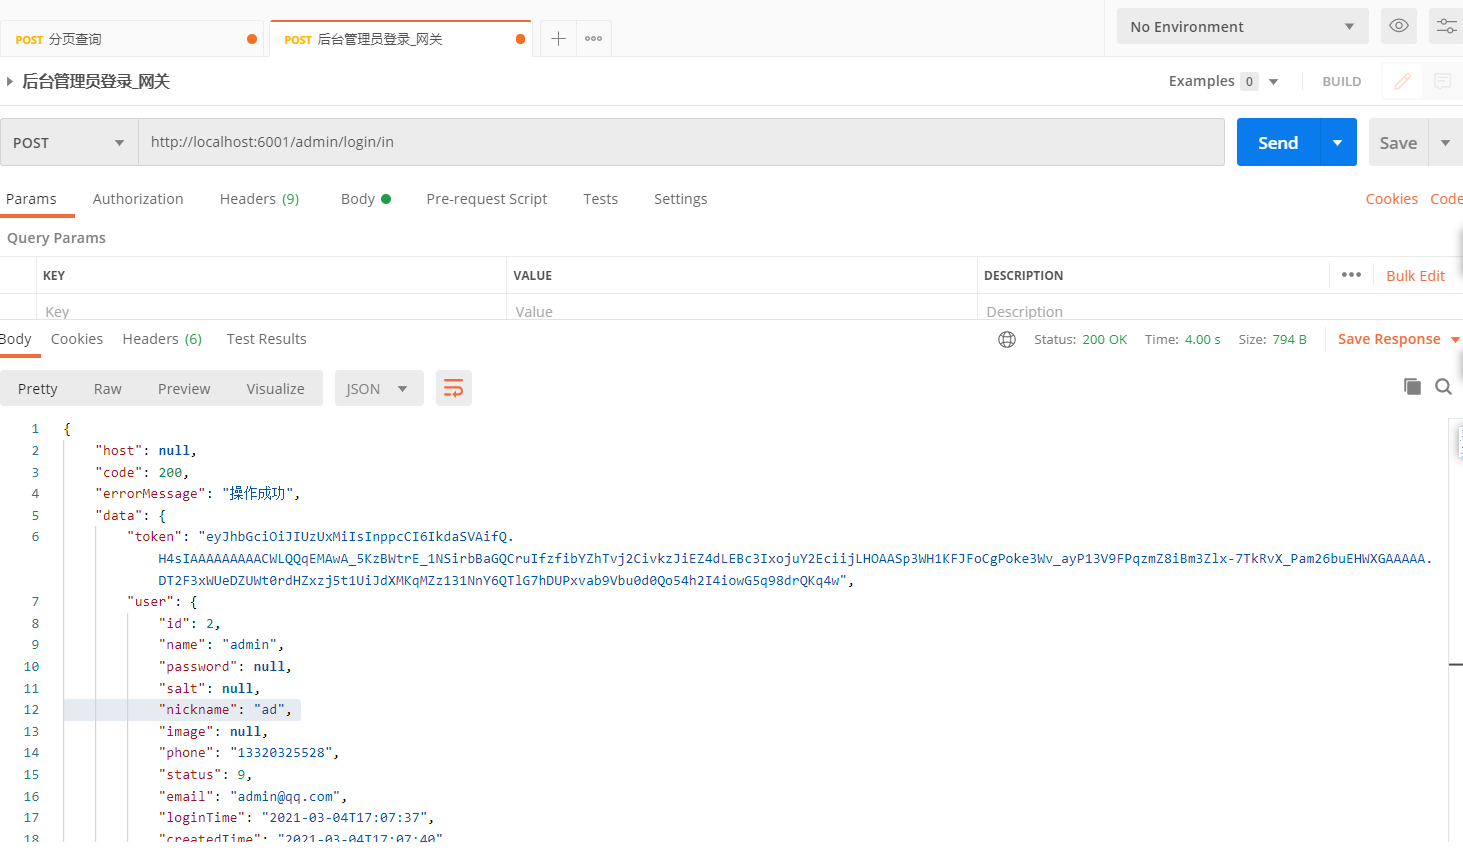 POST 分页查询
POST 后台管理员登录_网关
No Environment
后台管理员登录_网关
Examples 0
BUILD
POST
http://localhost:6001/admin/login/in
Send
Save
Params Authorization Headers (9) Body Pre-request Script Tests Settings Cookies Code
Query Params
KEY VALUE DESCRIPTION Bulk Edit
Key Value Description
Body Cookies Headers (6) Test Results Status: 200 OK Time: 4.00 s Size: 794 B Save Response
Pretty Raw Preview Visualize JSON
1 {
2 "host": null,
3 "code": 200,
4 "errorMessage": "操作成功",
5 "data": {
6 "token": "eyJhbGciOiJIUzUxMiIsInppcCI6IkdaSVAifQ.
H4sIAAAAAAAAACWLQQqEMAwA_5KzBWtrE_1NSirbBaGQCruIfzfibYZhTvj2CivkzJiEZ4dLEBc3IxojuY2EciijLHOAASp3WH1KFJFoCgPoke3Wv_ayP13V9FPqzmZ8iBm3Zlx-7TkRvX_Pam26buEHWXGAAAAA.
DT2F3xWUeDZUWt0rdHZxzj5t1UiJdXMKqMZz131NnY6QTlG7hDUPxvab9Vbu0d0Qo54h2I4iowG5q98drQKq4w",
7 "user": {
8 "id": 2,
9 "name": "admin",
10 "password": null,
11 "salt": null,
12 "nickname": "ad",
13 "image": null,
14 "phone": "13320325528",
15 "status": 9,
16 "email": "admin@qq.com",
17 "loginTime": "2021-03-04T17:07:37",
18 "createdTime": "2021-03-04T17:07:40"